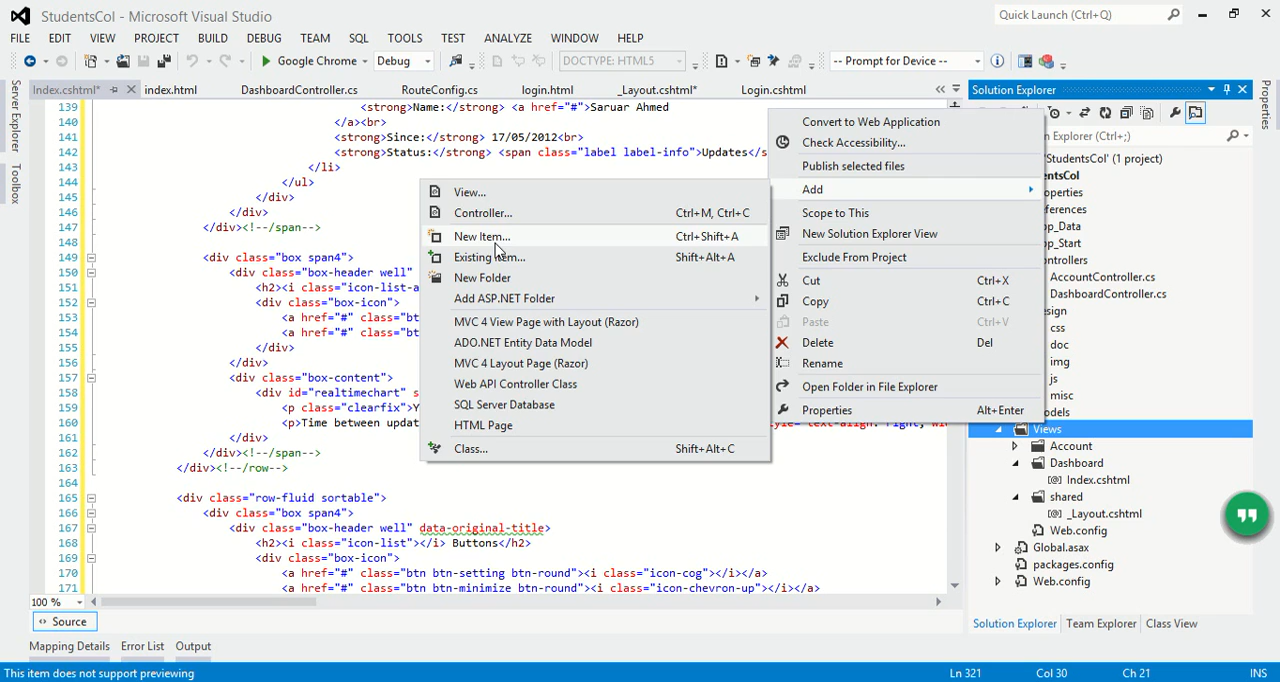 StudentsCol - Microsoft Visual Studio
Quick Launch (Ctrl+Q)
FILE EDIT VIEW PROJECT BUILD DEBUG TEAM SQL TOOLS TEST ANALYZE WINDOW HELP
Google Chrome Debug DOCTYPE: HTML5 -- Prompt for Device --
Index.cshtml* index.html DashboardController.cs RouteConfig.cs login.html _Layout.cshtml* Login.cshtml
Server Explorer
Toolbox
139 <strong>Name:</strong> <a href="#">Saruar Ahmed
140 </a><br>
141 <strong>Since:</strong> 17/05/2012<br>
142 <strong>Status:</strong> <span class="label label-info">Updates</s
143 </li>
144 </ul>
145 </div>
146 </div>
147 </div><!--/span-->
148
149 <div class="box span4">
150 <div class="box-header well"
151 <h2><i class="icon-list-a
152 <div class="box-icon">
153 <a href="#" class="bt
154 <a href="#" class="bt
155 </div>
156 </div>
157 <div class="box-content">
158 <div id="realtimechart" s
159 <p class="clearfix">Y
160 <p>Time between updat
161 </div>
162 </div><!--/span-->
163 </div><!--/row-->
164
165 <div class="row-fluid sortable">
166 <div class="box span4">
167 <div class="box-header well" data-original-title>
168 <h2><i class="icon-list"></i> Buttons</h2>
169 <div class="box-icon">
170 <a href="#" class="btn btn-setting btn-round"><i class="icon-cog"></i></a>
171 <a href="#" class="btn btn-minimize btn-round"><i class="icon-chevron-up"></i></a>
View...
Controller... Ctrl+M, Ctrl+C
New Item... Ctrl+Shift+A
Existing Item... Shift+Alt+A
New Folder
Add ASP.NET Folder
MVC 4 View Page with Layout (Razor)
ADO.NET Entity Data Model
MVC 4 Layout Page (Razor)
Web API Controller Class
SQL Server Database
HTML Page
Class... Shift+Alt+C
Convert to Web Application
Check Accessibility...
Publish selected files
Add
Scope to This
New Solution Explorer View
Exclude From Project
Cut Ctrl+X
Copy Ctrl+C
Paste Ctrl+V
Delete Del
Rename
Open Folder in File Explorer
Properties Alt+Enter
Solution Explorer
Explorer (Ctrl+;)
'StudentsCol' (1 project)
entsCol
operties
eferences
pp_Data
pp_Start
ontrollers
AccountController.cs
DashboardController.cs
esign
css
doc
img
js
misc
odels
Views
Account
Dashboard
Index.cshtml
shared
_Layout.cshtml
Web.config
Global.asax
packages.config
Web.config
Properties
100 %
Source
Solution Explorer Team Explorer Class View
Mapping Details Error List Output
This item does not support previewing Ln 321 Col 30 Ch 21 INS